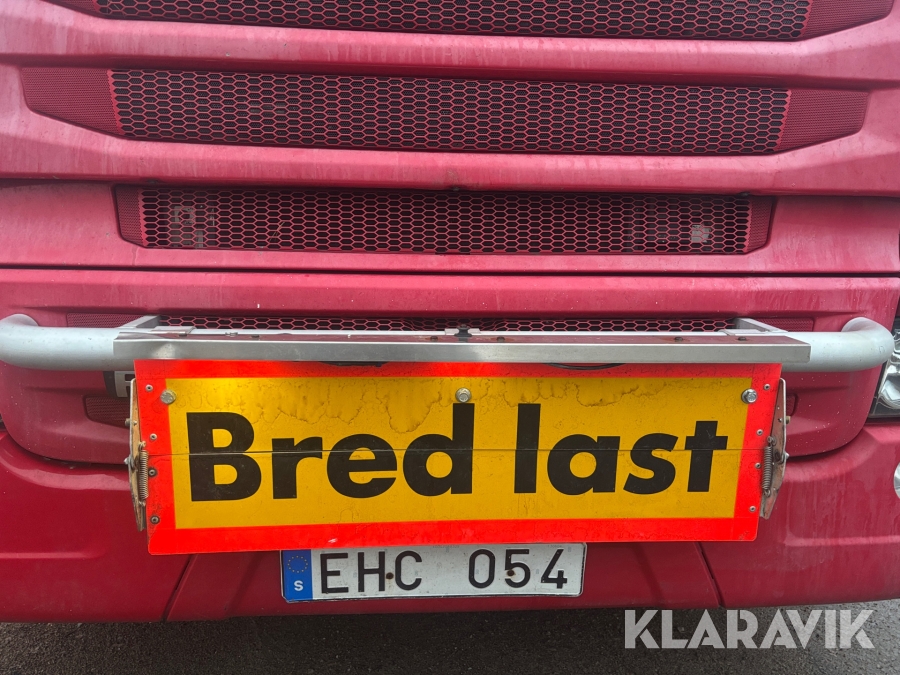 Bred last
S
EHC 054
KLARAVIK